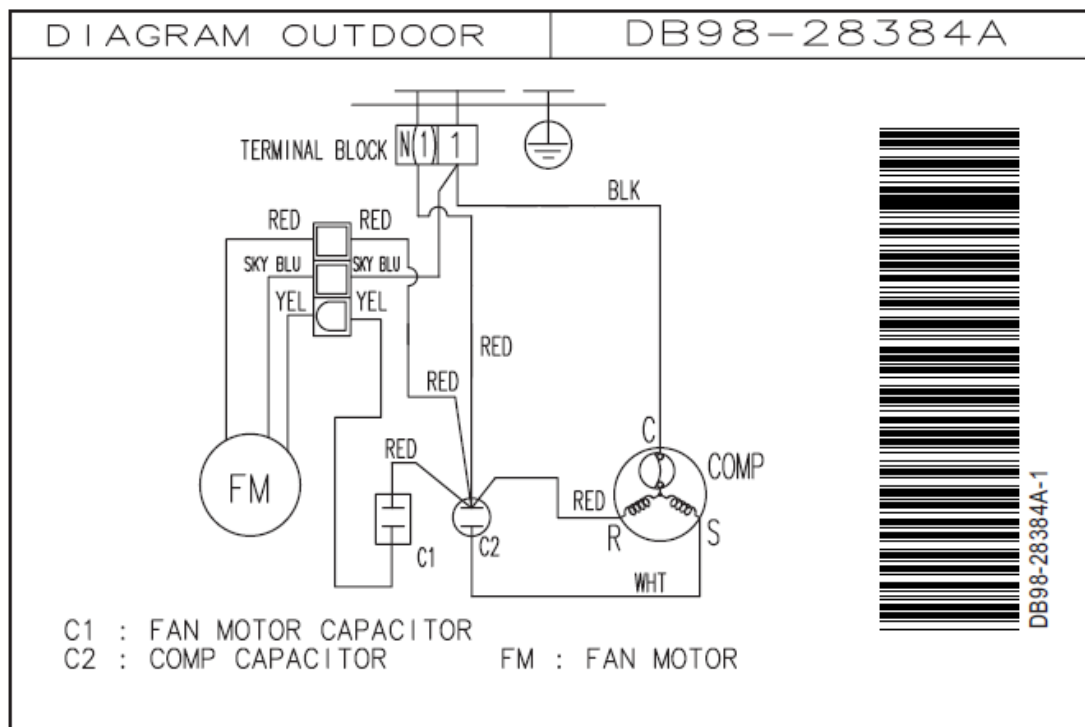 DIAGRAM OUTDOOR
DB98-28384A
TERMINAL BLOCK N(1) 1
BLK
RED RED
SKY BLU SKY BLU
YEL YEL
RED
RED
RED
C
COMP
FM
RED
R
S
C1
C2
WHT
DB98-28384A-1
C1 : FAN MOTOR CAPACITOR
C2 : COMP CAPACITOR FM : FAN MOTOR